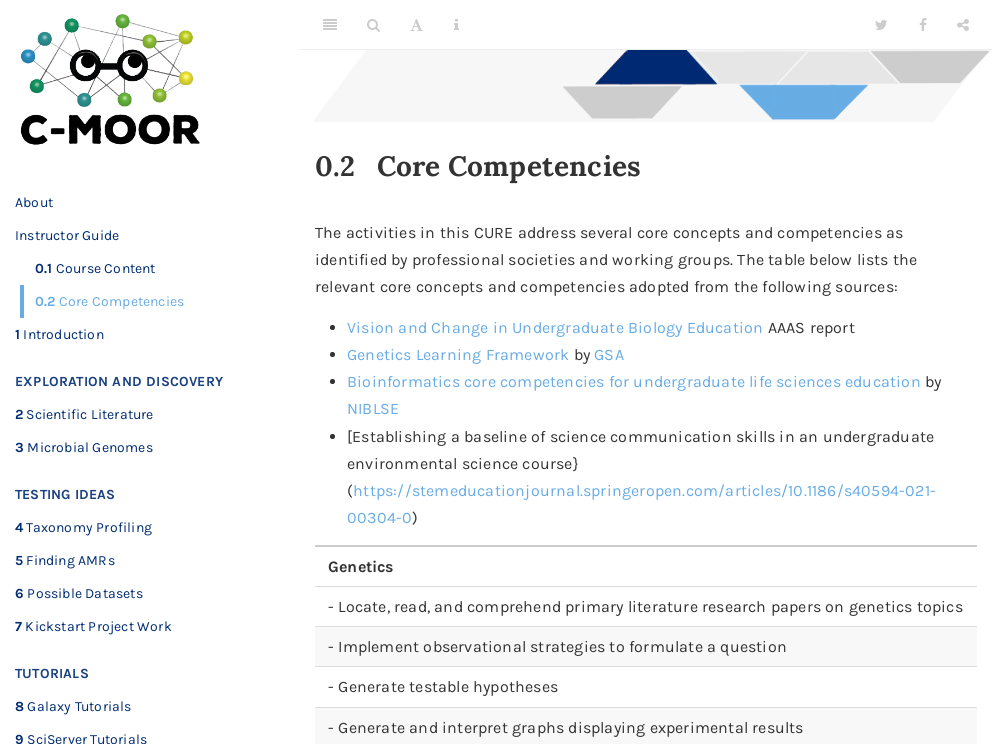 C-MOOR
About
Instructor Guide
0.1 Course Content
0.2 Core Competencies
1 Introduction
EXPLORATION AND DISCOVERY
2 Scientific Literature
3 Microbial Genomes
TESTING IDEAS
4 Taxonomy Profiling
5 Finding AMRs
6 Possible Datasets
7 Kickstart Project Work
TUTORIALS
8 Galaxy Tutorials
9 SciServer Tutorials
0.2 Core Competencies
The activities in this CURE address several core concepts and competencies as
identified by professional societies and working groups. The table below lists the
relevant core concepts and competencies adopted from the following sources:
• Vision and Change in Undergraduate Biology Education AAAS report
• Genetics Learning Framework by GSA
• Bioinformatics core competencies for undergraduate life sciences education by
NIBLSE
• [Establishing a baseline of science communication skills in an undergraduate
environmental science course}
(https://stemeducationjournal.springeropen.com/articles/10.1186/s40594-021-
00304-0)
Genetics
- Locate, read, and comprehend primary literature research papers on genetics topics
- Implement observational strategies to formulate a question
- Generate testable hypotheses
- Generate and interpret graphs displaying experimental results